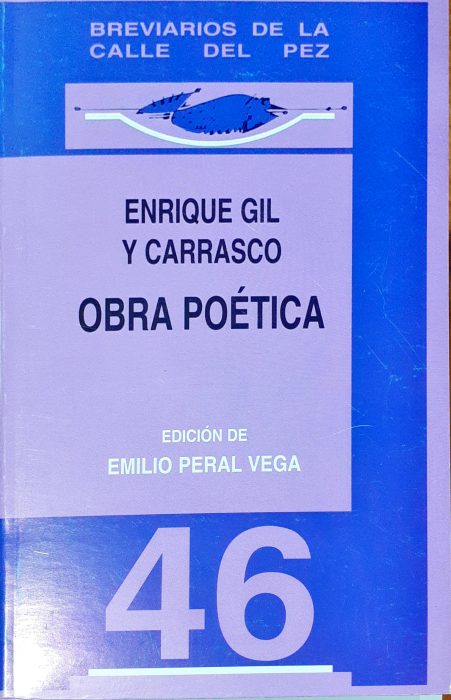 BREVIARIOS DE LA
CALLE DEL PEZ
ENRIQUE GIL
Y CARRASCO
OBRA POÉTICA
EDICIÓN DE
EMILIO PERAL VEGA
46